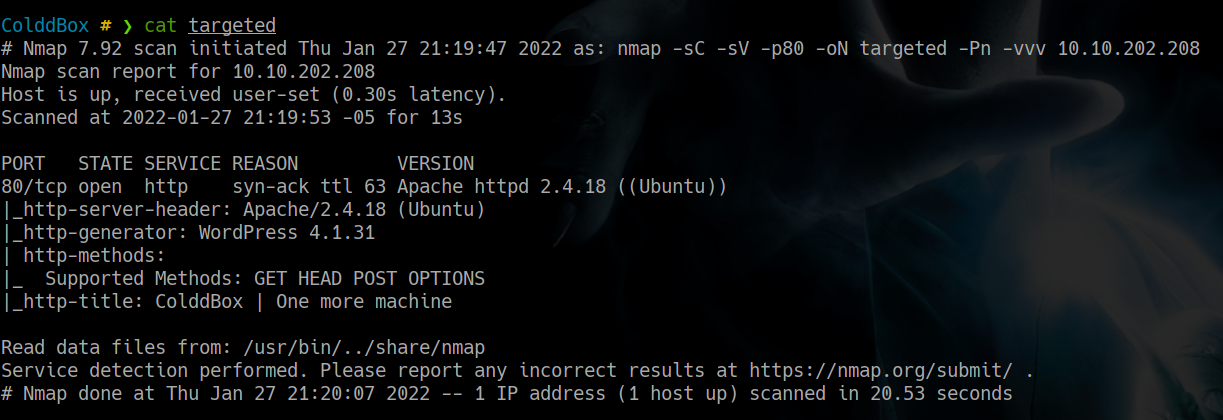 ColddBox # ❯ cat targeted
# Nmap 7.92 scan initiated Thu Jan 27 21:19:47 2022 as: nmap -sC -sV -p80 -oN targeted -Pn -vvv 10.10.202.208
Nmap scan report for 10.10.202.208
Host is up, received user-set (0.30s latency).
Scanned at 2022-01-27 21:19:53 -05 for 13s

PORT   STATE SERVICE REASON         VERSION
80/tcp open  http    syn-ack ttl 63 Apache httpd 2.4.18 ((Ubuntu))
|_http-server-header: Apache/2.4.18 (Ubuntu)
|_http-generator: WordPress 4.1.31
| http-methods:
|_  Supported Methods: GET HEAD POST OPTIONS
|_http-title: ColddBox | One more machine

Read data files from: /usr/bin/../share/nmap
Service detection performed. Please report any incorrect results at https://nmap.org/submit/ .
# Nmap done at Thu Jan 27 21:20:07 2022 -- 1 IP address (1 host up) scanned in 20.53 seconds